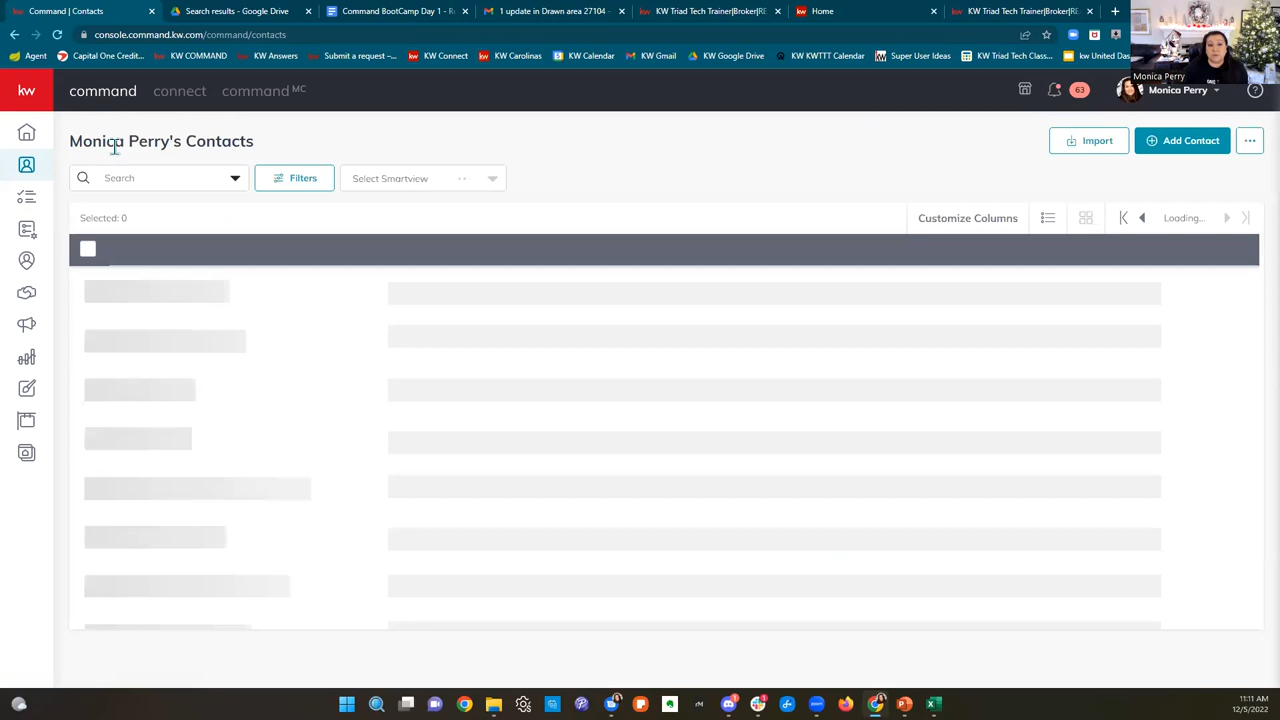 Command | Contacts
Search results - Google Drive
Command BootCamp Day 1 - R
1 update in Drawn area 27104 -
KW Triad Tech Trainer|Broker|RE
Home
KW Triad Tech Trainer|Broker|RE
console.command.kw.com/command/contacts
Agent
Capital One Credit...
KW COMMAND
KW Answers
Submit a request –...
KW Connect
KW Carolinas
KW Calendar
KW Gmail
KW Google Drive
KW KWTTT Calendar
Super User Ideas
KW Triad Tech Class...
kw United Das
Monica Perry
kw
command
connect
command MC
63
Monica Perry
Monica Perry's Contacts
Import
Add Contact
Search
Filters
Select Smartview
Selected: 0
Customize Columns
Loading...
11:11 AM
12/5/2022